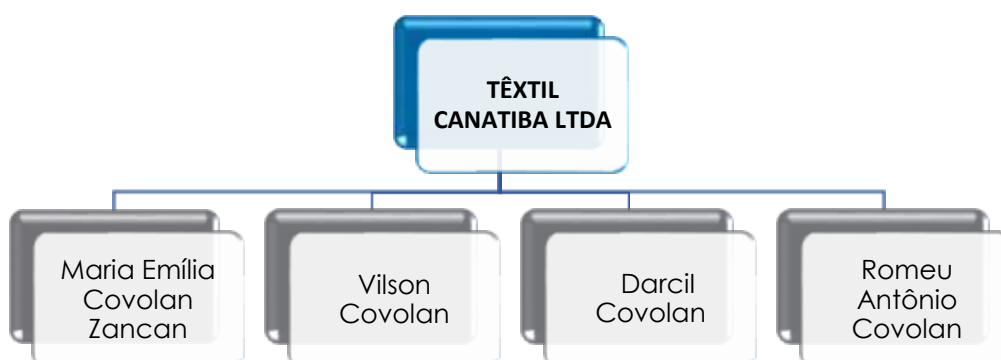 TÊXTIL
CANATIBA LTDA
Maria Emília
Covolan
Zancan
Vilson
Covolan
Darcil
Covolan
Romeu
Antônio
Covolan